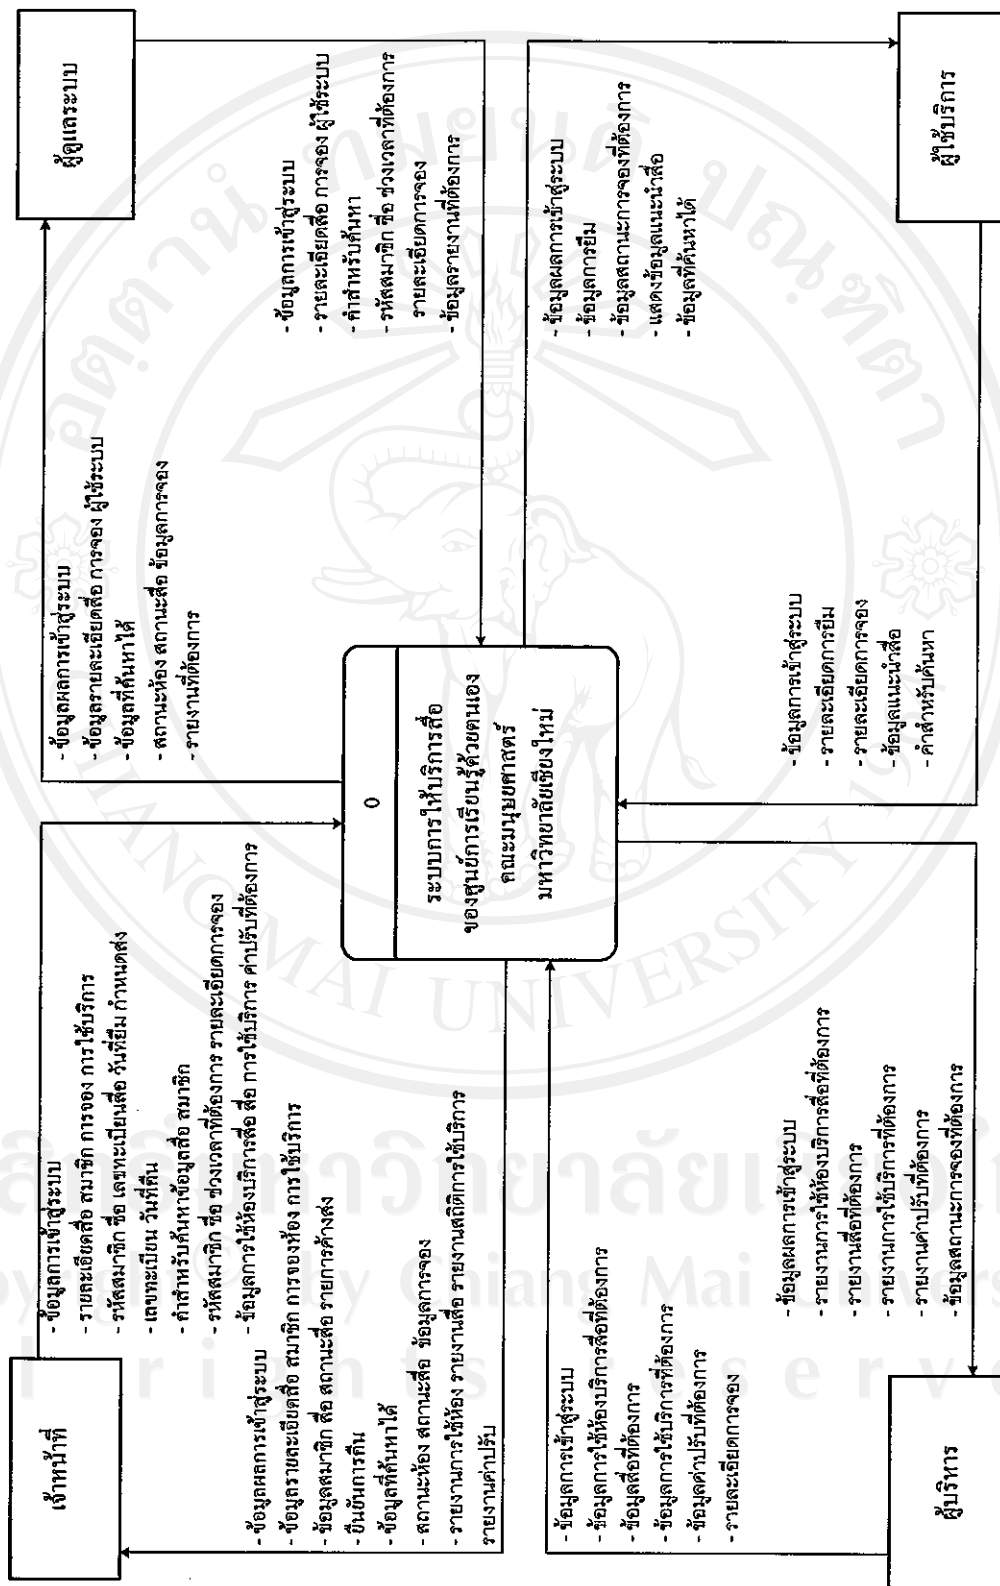 เจ้าหน้าที่
- ข้อมูลการเข้าสู่ระบบ
- รายละเอียดสื่อ สมาชิก การจอง การใช้บริการ
- รหัสสมาชิก ชื่อ เลขทะเบียนสื่อ วันที่ยืม กำหนดส่ง
- เลขทะเบียน วันที่คืน
- คำสำหรับค้นหาข้อมูลสื่อ สมาชิก
- รหัสสมาชิก ชื่อ ช่วงเวลาที่ต้องการ รายละเอียดการจอง
- ข้อมูลการใช้ห้องบริการสื่อ สื่อ การใช้บริการ ค่าปรับที่ต้องการ
- ข้อมูลผลการเข้าสู่ระบบ
- ข้อมูลรายละเอียดสื่อ สมาชิก การจองห้อง การใช้บริการ
- ข้อมูลสมาชิก สื่อ สถานะสื่อ รายการค้างส่ง
ยืนยันการคืน
- ข้อมูลที่ค้นหาได้
- สถานะห้อง สถานะสื่อ ข้อมูลการจอง
- รายงานการใช้ห้อง รายงานสื่อ รายงานสถิติการใช้บริการ
รายงานค่าปรับ
ผู้ดูแลระบบ
- ข้อมูลผลการเข้าสู่ระบบ
- ข้อมูลรายละเอียดสื่อ การจอง ผู้ใช้ระบบ
- ข้อมูลที่ค้นหาได้
- สถานะห้อง สถานะสื่อ ข้อมูลการจอง
- รายงานที่ต้องการ
- ข้อมูลการเข้าสู่ระบบ
- รายละเอียดสื่อ การจอง ผู้ใช้ระบบ
- คำสำหรับค้นหา
- รหัสสมาชิก ชื่อ ช่วงเวลาที่ต้องการ
รายละเอียดการจอง
- ข้อมูลรายงานที่ต้องการ
0
ระบบการให้บริการสื่อ
ของศูนย์การเรียนรู้ด้วยตนเอง
คณะมนุษยศาสตร์
มหาวิทยาลัยเชียงใหม่
ผู้บริหาร
- ข้อมูลการเข้าสู่ระบบ
- ข้อมูลการใช้ห้องบริการสื่อที่ต้องการ
- ข้อมูลสื่อที่ต้องการ
- ข้อมูลการใช้บริการที่ต้องการ
- ข้อมูลค่าปรับที่ต้องการ
- รายละเอียดการจอง
- ข้อมูลผลการเข้าสู่ระบบ
- รายงานการใช้ห้องบริการสื่อที่ต้องการ
- รายงานสื่อที่ต้องการ
- รายงานการใช้บริการที่ต้องการ
- รายงานค่าปรับที่ต้องการ
- ข้อมูลสถานะการจองที่ต้องการ
ผู้ใช้บริการ
- ข้อมูลผลการเข้าสู่ระบบ
- ข้อมูลการยืม
- ข้อมูลสถานะการจองที่ต้องการ
- แสดงข้อมูลแนะนำสื่อ
- ข้อมูลที่ค้นหาได้
- ข้อมูลการเข้าสู่ระบบ
- รายละเอียดการยืม
- รายละเอียดการจอง
- ข้อมูลแนะนำสื่อ
- คำสำหรับค้นหา
CHIANG MAI UNIVERSITY
by Chiang Mai University
rights reserved